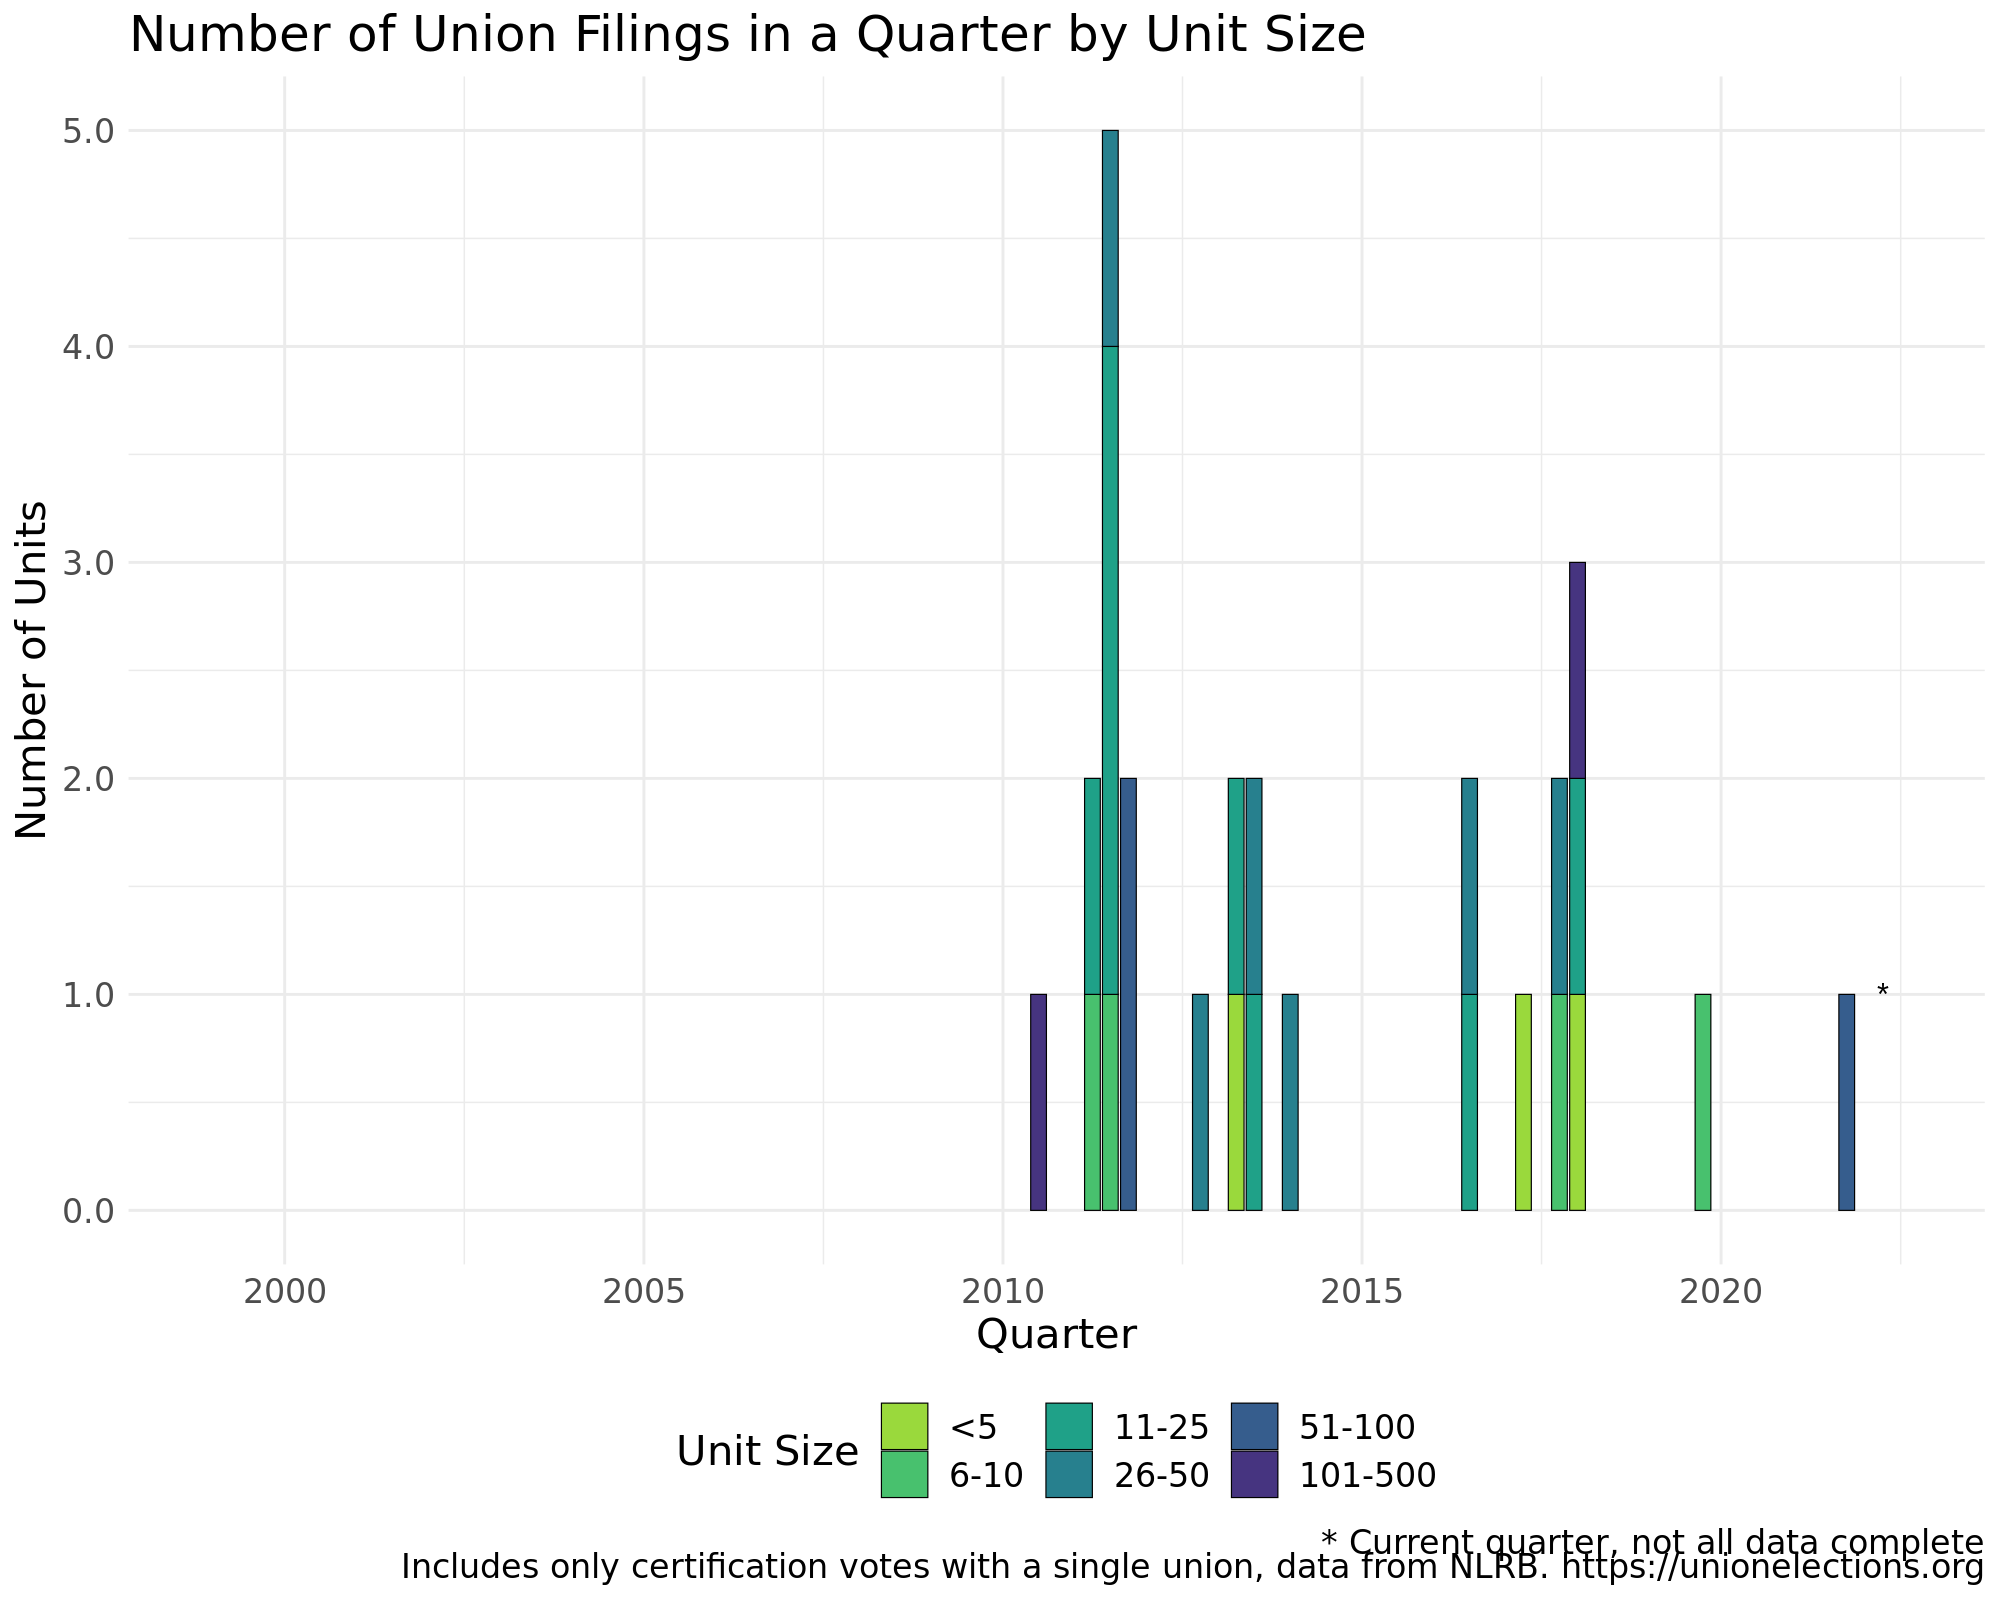 Number of Union Filings in a Quarter by Unit Size
Number of Units
5.0
4.0
3.0
2.0
1.0
0.0
*
2000 2005 2010 2015 2020
Quarter
Unit Size
<5 11-25 51-100
6-10 26-50 101-500
* Current quarter, not all data complete
Includes only certification votes with a single union, data from NLRB. https://unionelections.org